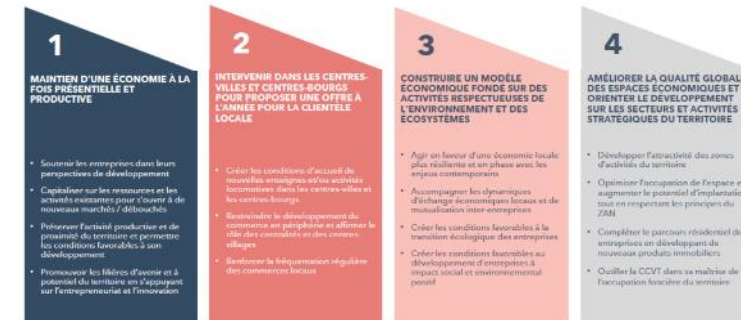 1
MAINTIEN D'UNE ÉCONOMIE À LA
FOIS PRÉSENTIELLE ET
PRODUCTIVE
• Soutenir les entreprises dans leurs
perspectives de développement
• Capitaliser sur les ressources et les
activités existantes pour s'ouvrir à de
nouveaux marchés / débouchés
• Préserver l'activité productive et de
proximité du territoire et permettre
les conditions favorables à son
développement
• Promouvoir les filières d'avenir et à
potentiel du territoire en s'appuyant
sur l'entrepreneuriat et l'innovation
2
INTERVENIR DANS LES CENTRES-
VILLES ET CENTRES-BOURGS
POUR PROPOSER UNE OFFRE À
L'ANNÉE POUR LA CLIENTELE
LOCALE
• Créer les conditions d'accueil de
nouvelles enseignes et/ou activités
locomotives dans les centres-villes et
les centres-bourgs
• Restreindre le développement du
commerce en périphérie et affirmer le
rôle des centralités et des centres-
villages
• Renforcer la fréquentation régulière
des commerces locaux
3
CONSTRUIRE UN MODÈLE
ÉCONOMIQUE FONDÉ SUR DES
ACTIVITÉS RESPECTUEUSES DE
L'ENVIRONNEMENT ET DES
ECOSYSTÈMES
• Agir en faveur d'une économie locale
plus résiliente et en phase avec les
enjeux contemporains
• Accompagner les dynamiques
d'échange économiques locaux et de
mutualisation inter-entreprises
• Créer les conditions favorables à la
transition écologique des entreprises
• Créer les conditions favorables au
développement d'entreprises à
impact social et environnemental
positif
4
AMÉLIORER LA QUALITÉ GLOBAL
DES ESPACES ÉCONOMIQUES ET
ORIENTER LE DÉVELOPPEMENT
SUR LES SECTEURS ET ACTIVITÉS
STRATÉGIQUES DU TERRITOIRE
• Développer l'attractivité des zones
d'activités du territoire
• Optimiser l'occupation de l'espace e
augmenter le potentiel d'implantatio
tout en respectant les principes du
ZAN
• Compléter le parcours résidentiel de
entreprises en développant de
nouveaux produits immobiliers
• Outiller la CCVT dans sa maîtrise de
l'occupation foncière du territoire